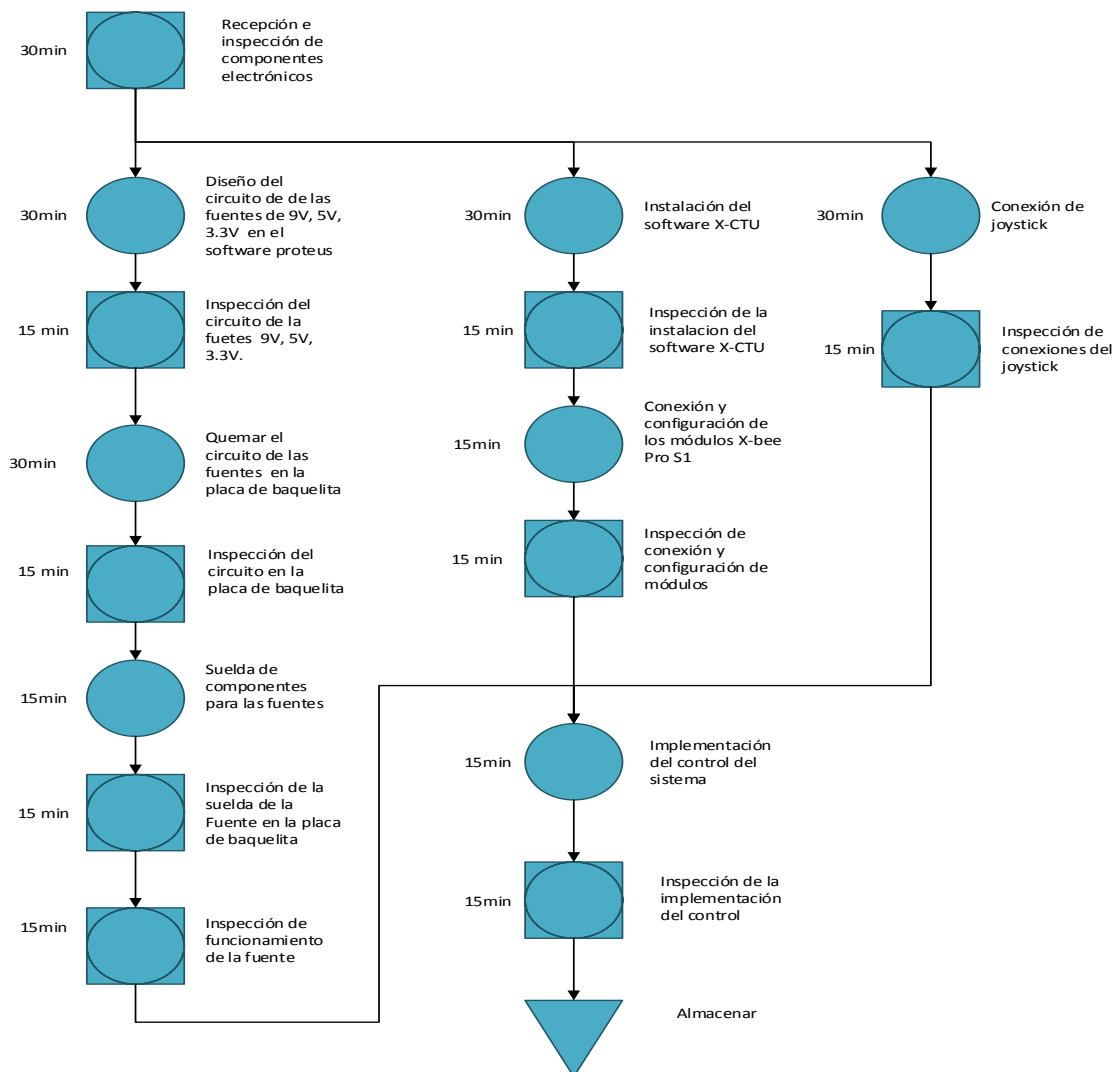 30min
Recepción e
inspección de
componentes
electrónicos
30min
Diseño del
circuito de de las
fuentes de 9V, 5V,
3.3V en el
software proteus
15 min
Inspección del
circuito de la
fuetes 9V, 5V,
3.3V.
30min
Quemar el
circuito de las
fuentes en la
placa de baquelita
15 min
Inspección del
circuito en la
placa de baquelita
15min
Suelda de
componentes
para las fuentes
15 min
Inspección de la
suelda de la
Fuente en la placa
de baquelita
15min
Inspección de
funcionamiento
de la fuente
30min
Instalación del
software X-CTU
15 min
Inspección de la
instalacion del
software X-CTU
15min
Conexión y
configuración de
los módulos X-bee
Pro S1
15 min
Inspección de
conexión y
configuración de
módulos
30min
Conexión de
joystick
15 min
Inspección de
conexiones del
joystick
15min
Implementación
del control del
sistema
15min
Inspección de la
implementación
del control
Almacenar